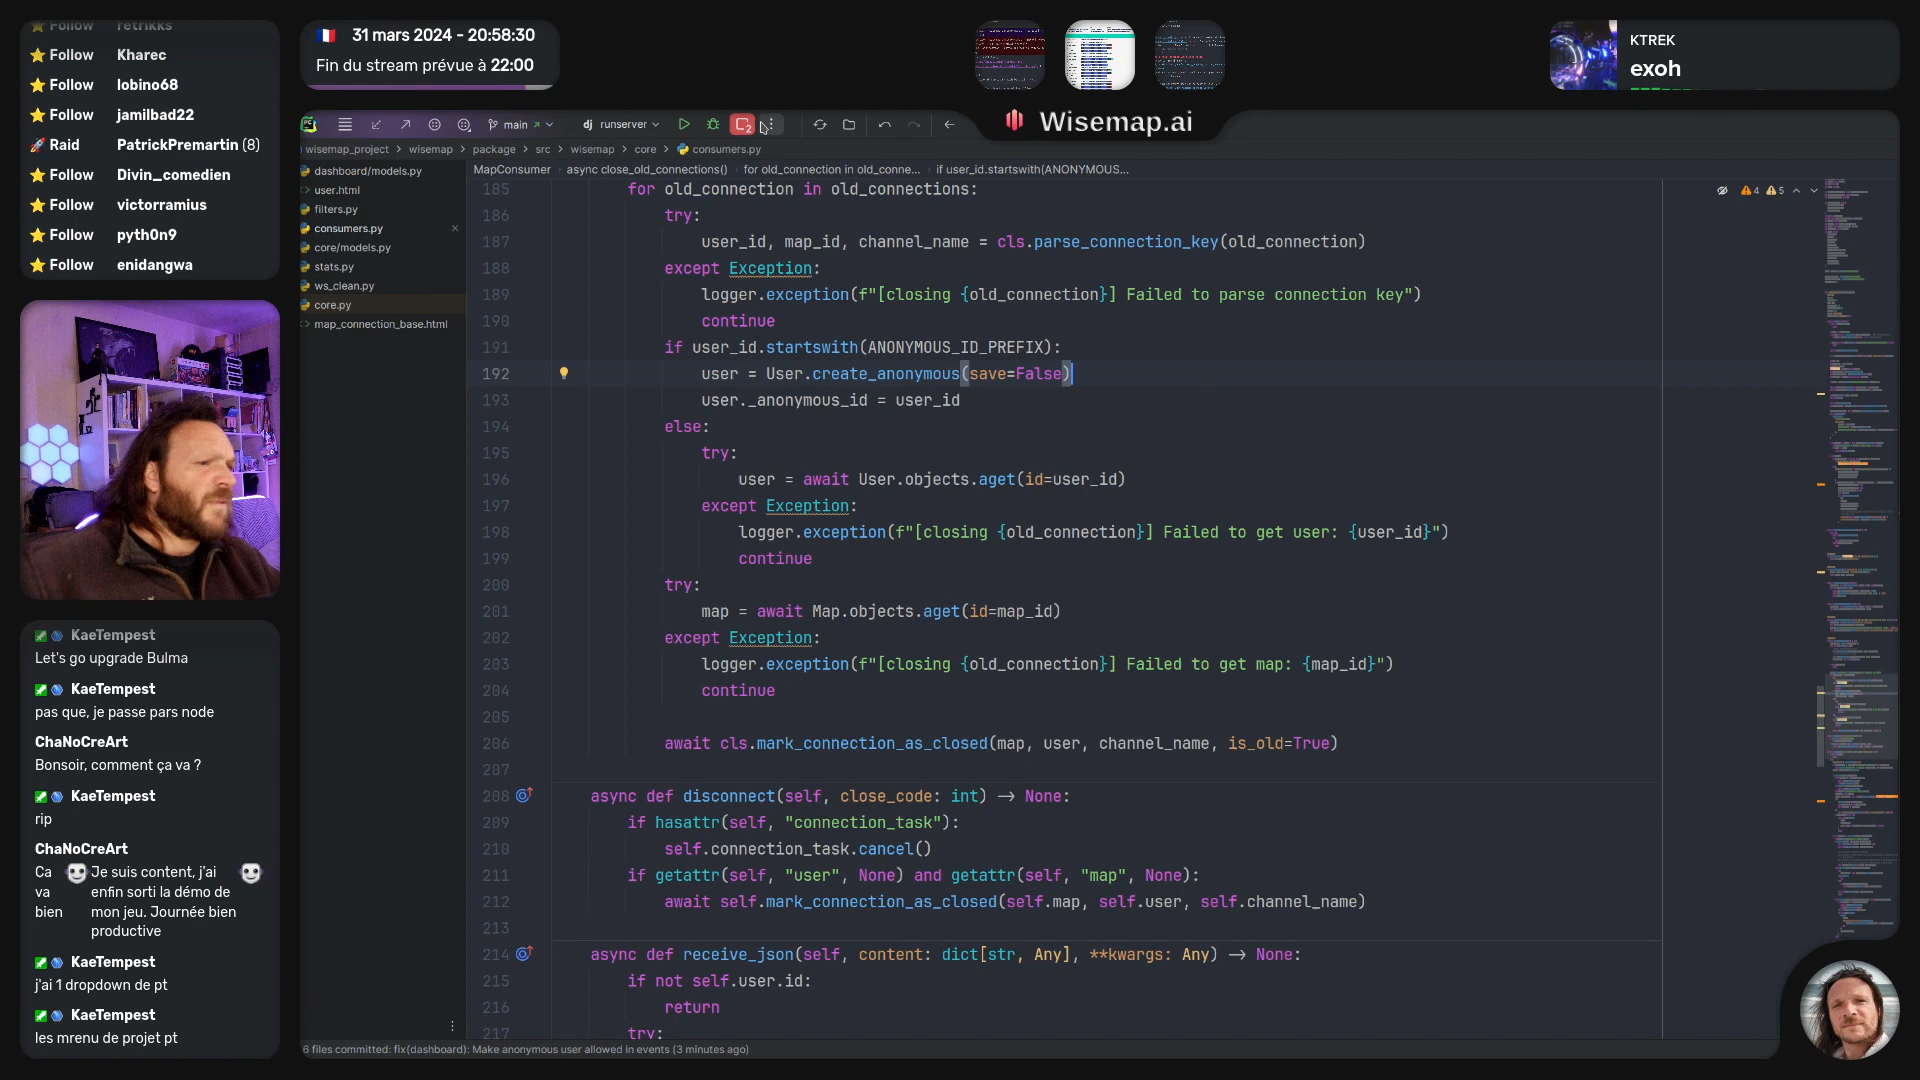 Follow retrikks
Follow Kharec
Follow lobino68
Follow jamilbad22
Raid PatrickPremartin (8)
Follow Divin_comedien
Follow victorramius
Follow pyth0n9
Follow enidangwa
31 mars 2024 - 20:58:30
Fin du stream prévue à 22:00
KTREK
exoh
Wisemap.ai
main
dj runserver
2
wisemap_project > wisemap > package > src > wisemap > core > consumers.py
dashboard/models.py
user.html
filters.py
consumers.py
core/models.py
stats.py
ws_clean.py
core.py
map_connection_base.html
MapConsumer async close_old_connections() for old_connection in old_conne... if user_id.startswith(ANONYMOUS...
4 5
185 for old_connection in old_connections:
186 try:
187 user_id, map_id, channel_name = cls.parse_connection_key(old_connection)
188 except Exception:
189 logger.exception(f"[closing {old_connection}] Failed to parse connection key")
190 continue
191 if user_id.startswith(ANONYMOUS_ID_PREFIX):
192 user = User.create_anonymous(save=False)
193 user._anonymous_id = user_id
194 else:
195 try:
196 user = await User.objects.aget(id=user_id)
197 except Exception:
198 logger.exception(f"[closing {old_connection}] Failed to get user: {user_id}")
199 continue
200 try:
201 map = await Map.objects.aget(id=map_id)
202 except Exception:
203 logger.exception(f"[closing {old_connection}] Failed to get map: {map_id}")
204 continue
205
206 await cls.mark_connection_as_closed(map, user, channel_name, is_old=True)
207
208 async def disconnect(self, close_code: int) -> None:
209 if hasattr(self, "connection_task"):
210 self.connection_task.cancel()
211 if getattr(self, "user", None) and getattr(self, "map", None):
212 await self.mark_connection_as_closed(self.map, self.user, self.channel_name)
213
214 async def receive_json(self, content: dict[str, Any], **kwargs: Any) -> None:
215 if not self.user.id:
216 return
217 try:
6 files committed: fix(dashboard): Make anonymous user allowed in events (3 minutes ago)
KaeTempest
Let's go upgrade Bulma
KaeTempest
pas que, je passe pars node
ChaNoCreArt
Bonsoir, comment ça va ?
KaeTempest
rip
ChaNoCreArt
Ca va bien
Je suis content, j'ai
enfin sorti la démo de
mon jeu. Journée bien
productive
KaeTempest
j'ai 1 dropdown de pt
KaeTempest
les mrenu de projet pt